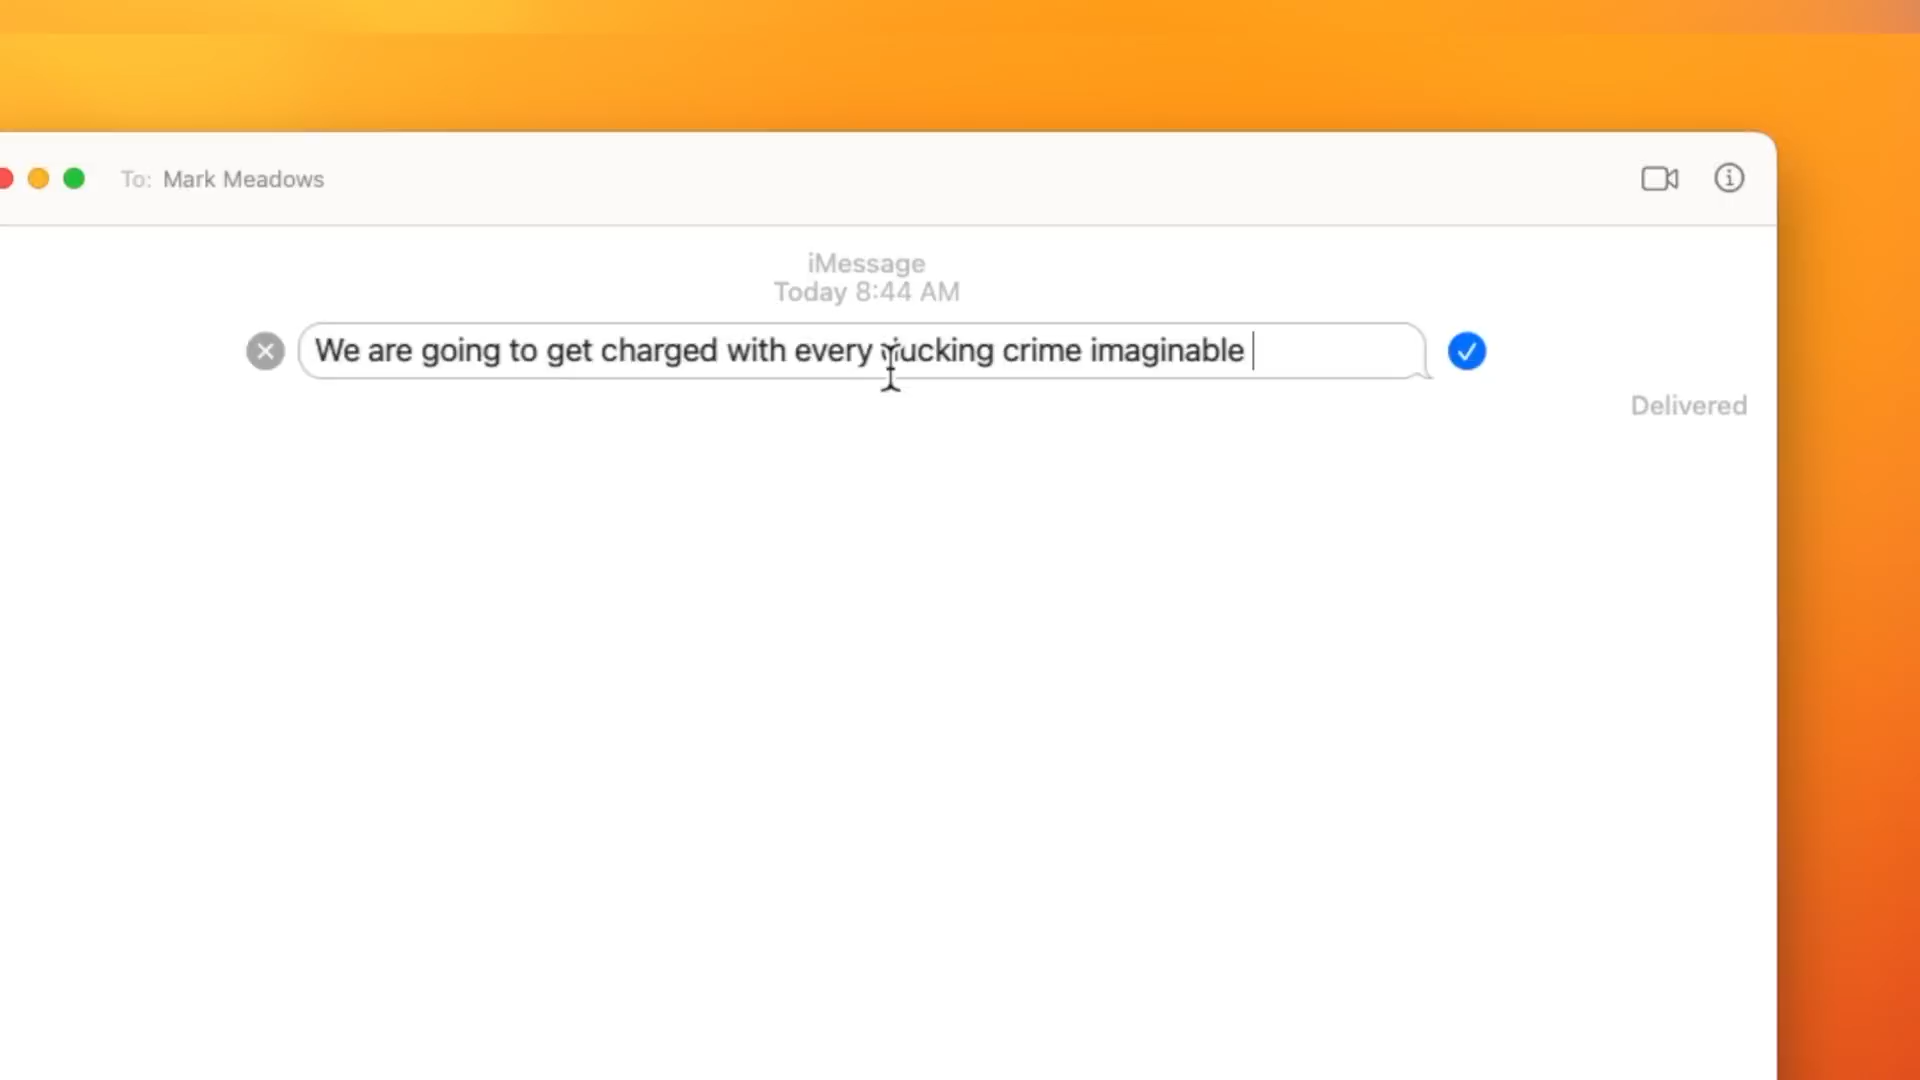 To: Mark Meadows
iMessage
Today 8:44 AM
We are going to get charged with every fucking crime imaginable
Delivered